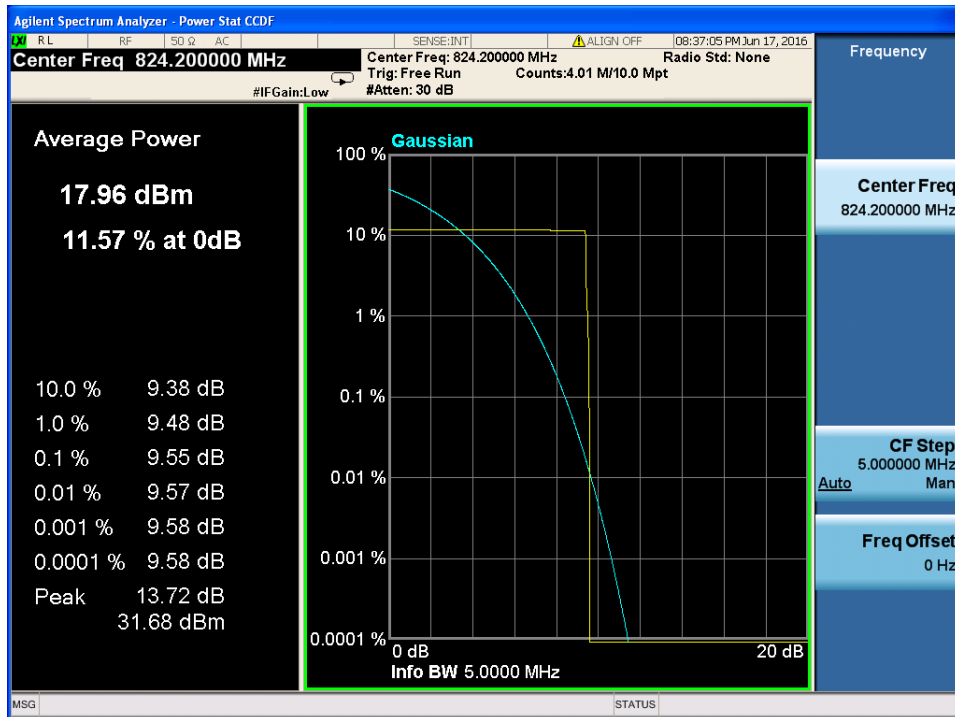 Agilent Spectrum Analyzer - Power Stat CCDF
LXI RL RF 50 Ω AC SENSE:INT ALIGN OFF 08:37:05 PM Jun 17, 2016
Center Freq 824.200000 MHz
Center Freq: 824.200000 MHz Radio Std: None
Trig: Free Run Counts:4.01 M/10.0 Mpt
#IFGain:Low #Atten: 30 dB
Average Power
17.96 dBm
11.57 % at 0dB
10.0 % 9.38 dB
1.0 % 9.48 dB
0.1 % 9.55 dB
0.01 % 9.57 dB
0.001 % 9.58 dB
0.0001 % 9.58 dB
Peak 13.72 dB
31.68 dBm
Gaussian
100 %
10 %
1 %
0.1 %
0.01 %
0.001 %
0.0001 %
0 dB 20 dB
Info BW 5.0000 MHz
Frequency
Center Freq
824.200000 MHz
CF Step
5.000000 MHz
Auto Man
Freq Offset
0 Hz
MSG STATUS